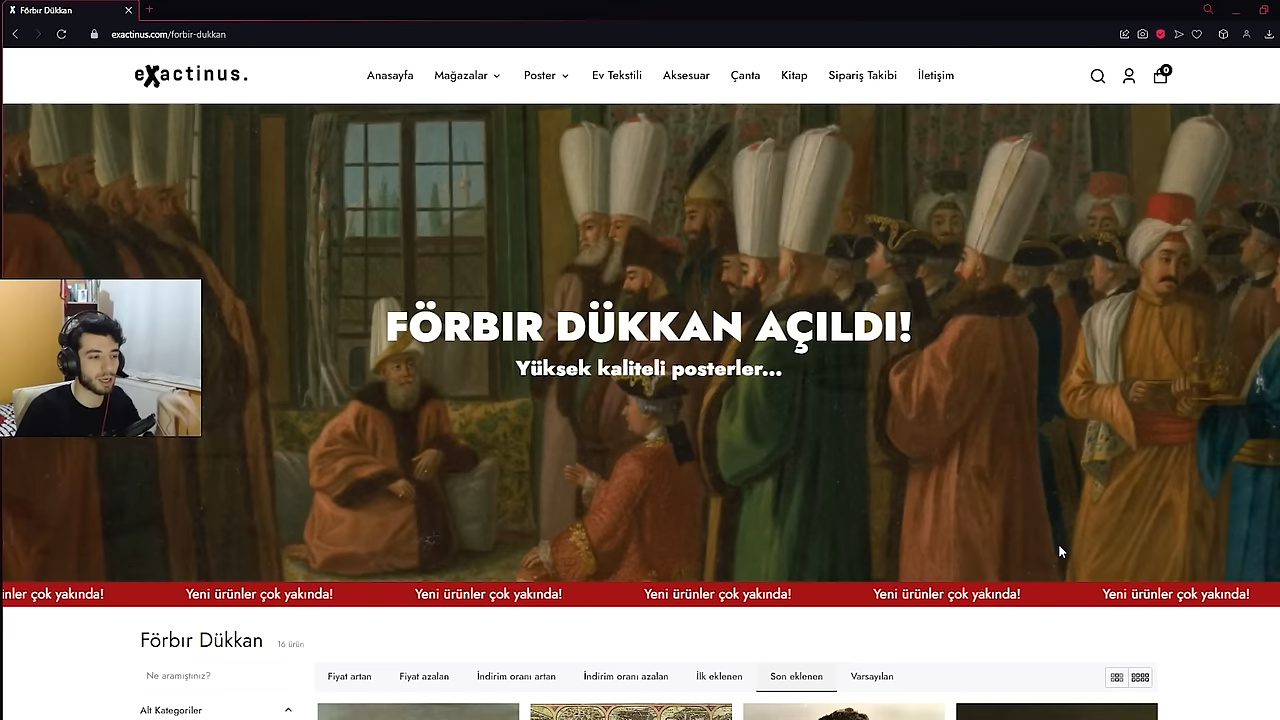 Förbır Dükkan
exactinus.com/forbir-dukkan
eXactinus.
Anasayfa Mağazalar Poster Ev Tekstili Aksesuar Çanta Kitap Sipariş Takibi İletişim
0
FÖRBIR DÜKKAN AÇILDI!
Yüksek kaliteli posterler...
inler çok yakında! Yeni ürünler çok yakında! Yeni ürünler çok yakında! Yeni ürünler çok yakında! Yeni ürünler çok yakında! Yeni ürünler çok yakında!
Förbır Dükkan 16 ürün
Ne aramıştınız?
Fiyat artan Fiyat azalan İndirim oranı artan İndirim oranı azalan İlk eklenen Son eklenen Varsayılan
Alt Kategoriler